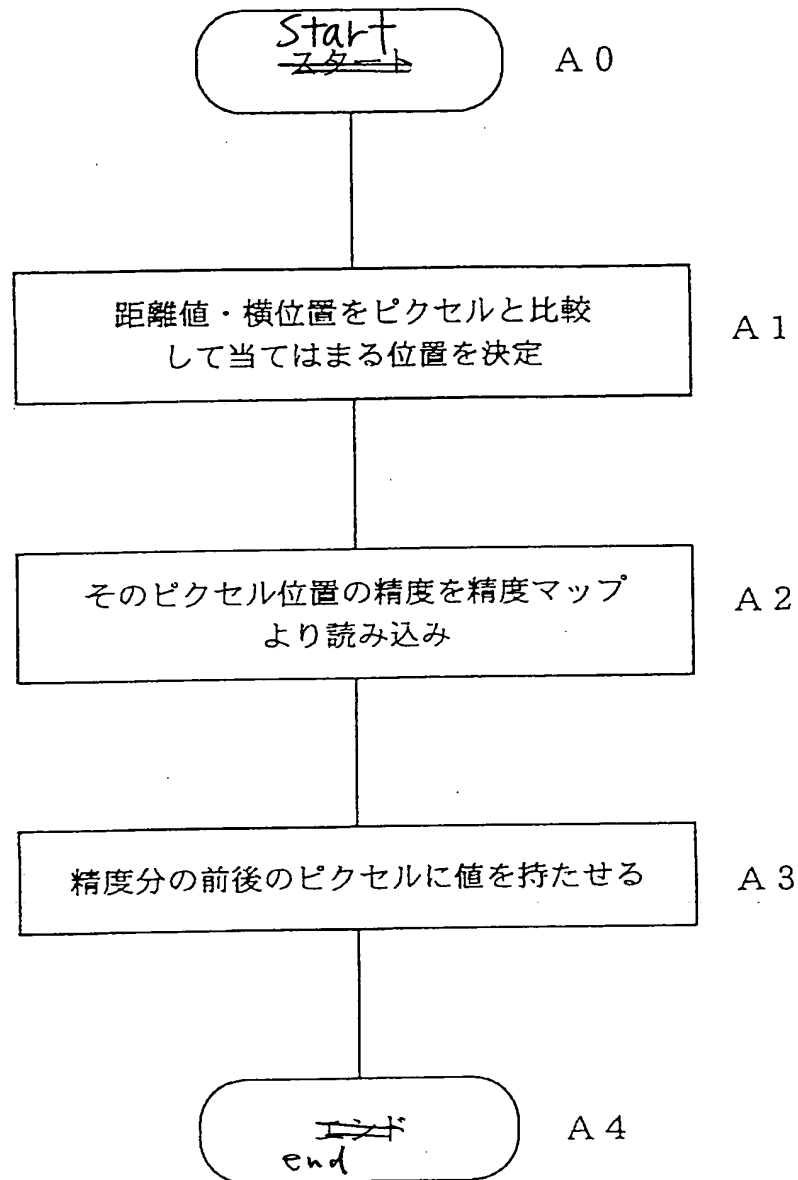 Start
スタート
A0
距離値・横位置をピクセルと比較
して当てはまる位置を決定
A1
そのピクセル位置の精度を精度マップ
より読み込み
A2
精度分の前後のピクセルに値を持たせる
A3
エンド
end
A4